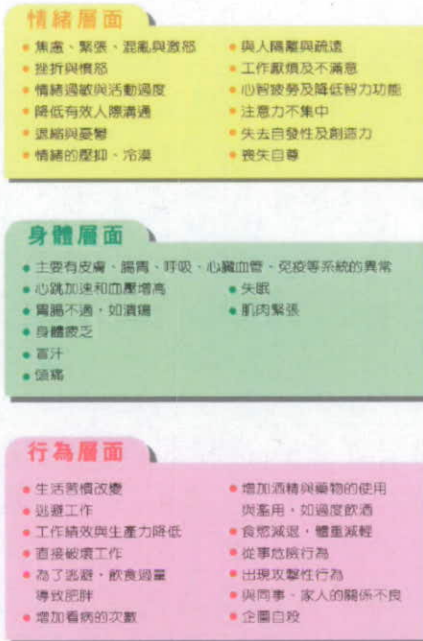 情緒層面
焦慮、緊張、混亂與激怒
挫折與憤怒
情緒過敏與活動過度
降低有效人際溝通
退縮與憂鬱
情緒的壓抑、冷漠
與人隔離與疏遠
工作厭煩及不滿意
心智疲勞及降低智力功能
注意力不集中
失去自發性及創造力
喪失自尊
身體層面
主要有皮膚、腸胃、呼吸、心臟血管、免疫等系統的異常
心跳加速和血壓增高
胃腸不適，如潰瘍
身體疲乏
盲汗
頭痛
失眠
肌肉緊張
行為層面
生活習慣改變
逃避工作
工作績效與生產力降低
直接破壞工作
為了逃避，飲食過量
導致肥胖
增加看病的次數
增加酒精與藥物的使用
與濫用，如過度飲酒
食慾減退，體重減輕
從事危險行為
出現攻擊性行為
與同事、家人的關係不良
企圖自殺